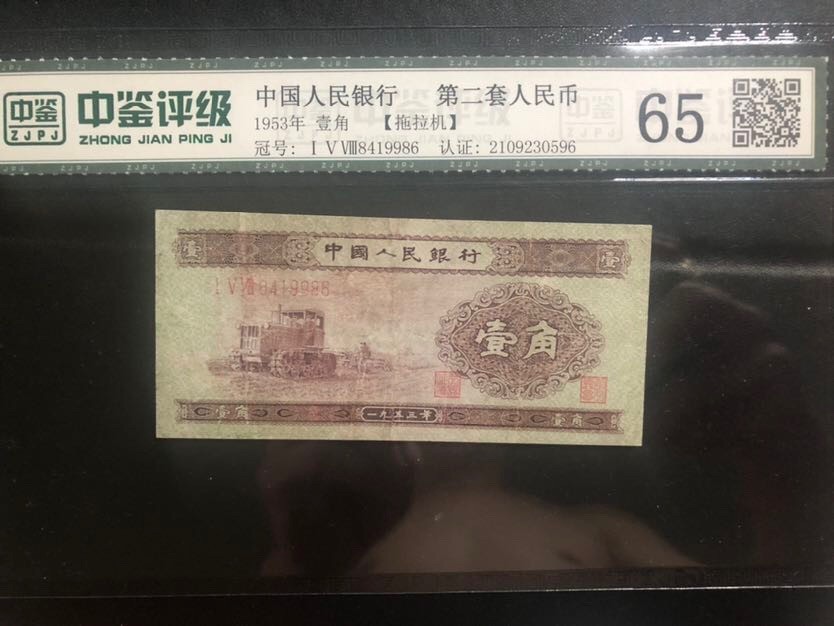 中鉴
ZJPJ
中鉴评级
ZHONG JIAN PING JI
中国人民银行 第二套人民币
1953年 壹角 【拖拉机】
冠号: I V Ⅷ8419986 认证: 2109230596
65
壹 中國人民銀行 壹
I V Ⅷ 8419986
壹角
壹角 一九五三年 壹角